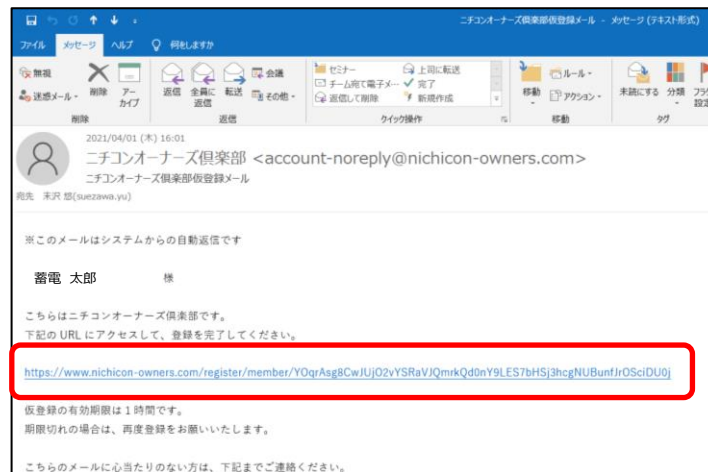 ニチコンオーナーズ倶楽部仮登録メール - メッセージ (テキスト形式)
ファイル メッセージ ヘルプ 何をしますか
無視 迷惑メール 削除 アーカイブ
返信 全員に返信 転送 会議 その他
セミナー 上司に転送
チーム宛て電子メ… 完了
返信して削除 新規作成
移動 ルール アクション
未読にする 分類 フラグ
削除 返信 クイック操作 移動 タグ
2021/04/01 (木) 16:01
ニチコンオーナーズ倶楽部 <account-noreply@nichicon-owners.com>
ニチコンオーナーズ倶楽部仮登録メール
宛先 末沢 悠(suezawa.yu)
※このメールはシステムからの自動返信です
蓄電 太郎 様
こちらはニチコンオーナーズ倶楽部です。
下記の URL にアクセスして、登録を完了してください。
https://www.nichicon-owners.com/register/member/YOqrAsg8CwJUjO2vYSRaVJQmrkQd0nY9LES7bHSj3hcgNUBunfJrOSciDU0j
仮登録の有効期限は1時間です。
期限切れの場合は、再度登録をお願いいたします。
こちらのメールに心当たりのない方は、下記までご連絡ください。